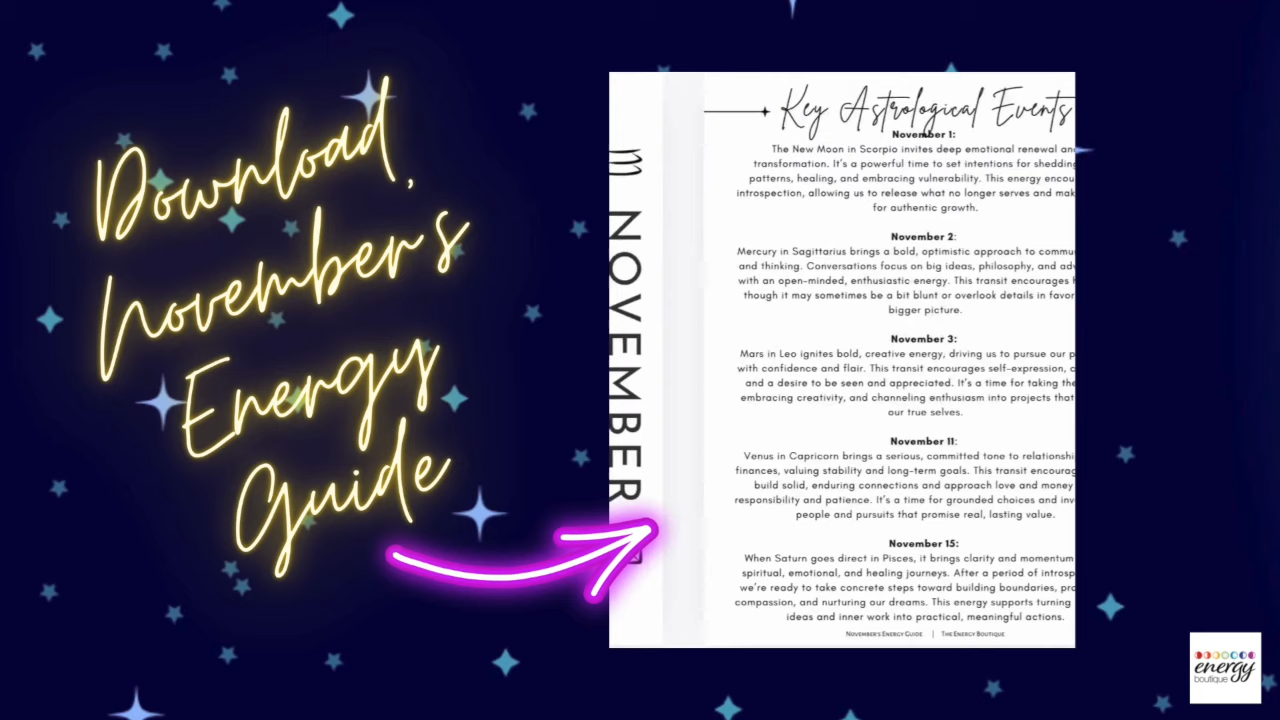 Download
November's
Energy
Guide
♏ NOVEMBER
Key Astrological Events
November 1:
The New Moon in Scorpio invites deep emotional renewal and
transformation. It's a powerful time to set intentions for shedding
patterns, healing, and embracing vulnerability. This energy encou
introspection, allowing us to release what no longer serves and mak
for authentic growth.
November 2:
Mercury in Sagittarius brings a bold, optimistic approach to commu
and thinking. Conversations focus on big ideas, philosophy, and adv
with an open-minded, enthusiastic energy. This transit encourages
though it may sometimes be a bit blunt or overlook details in favor
bigger picture.
November 3:
Mars in Leo ignites bold, creative energy, driving us to pursue our p
with confidence and flair. This transit encourages self-expression, c
and a desire to be seen and appreciated. It's a time for taking the
embracing creativity, and channeling enthusiasm into projects that
our true selves.
November 11:
Venus in Capricorn brings a serious, committed tone to relationshi
finances, valuing stability and long-term goals. This transit encourag
build solid, enduring connections and approach love and money
responsibility and patience. It's a time for grounded choices and inv
people and pursuits that promise real, lasting value.
November 15:
When Saturn goes direct in Pisces, it brings clarity and momentum
spiritual, emotional, and healing journeys. After a period of introsp
we're ready to take concrete steps toward building boundaries, pro
compassion, and nurturing our dreams. This energy supports turning
ideas and inner work into practical, meaningful actions.
November's Energy Guide | The Energy Boutique
energy
boutique